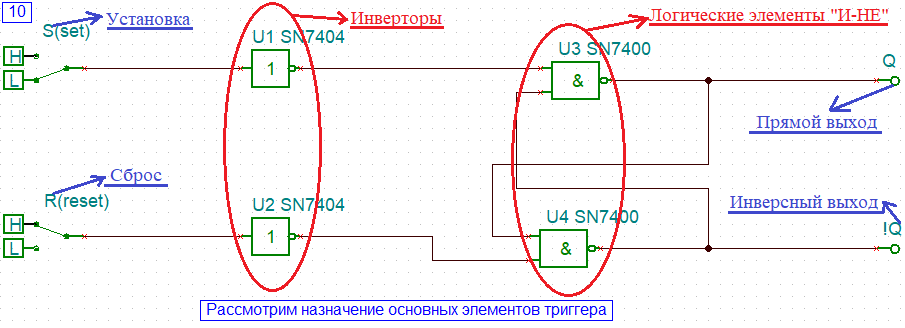 10
S(set)
Установка
Инверторы
Логические элементы "И-НЕ"
U1 SN7404
U3 SN7400
H
L
1
&
Q
Прямой выход
Сброс
R(reset)
U2 SN7404
U4 SN7400
Инверсный выход
H
L
1
&
!Q
Рассмотрим назначение основных элементов триггера